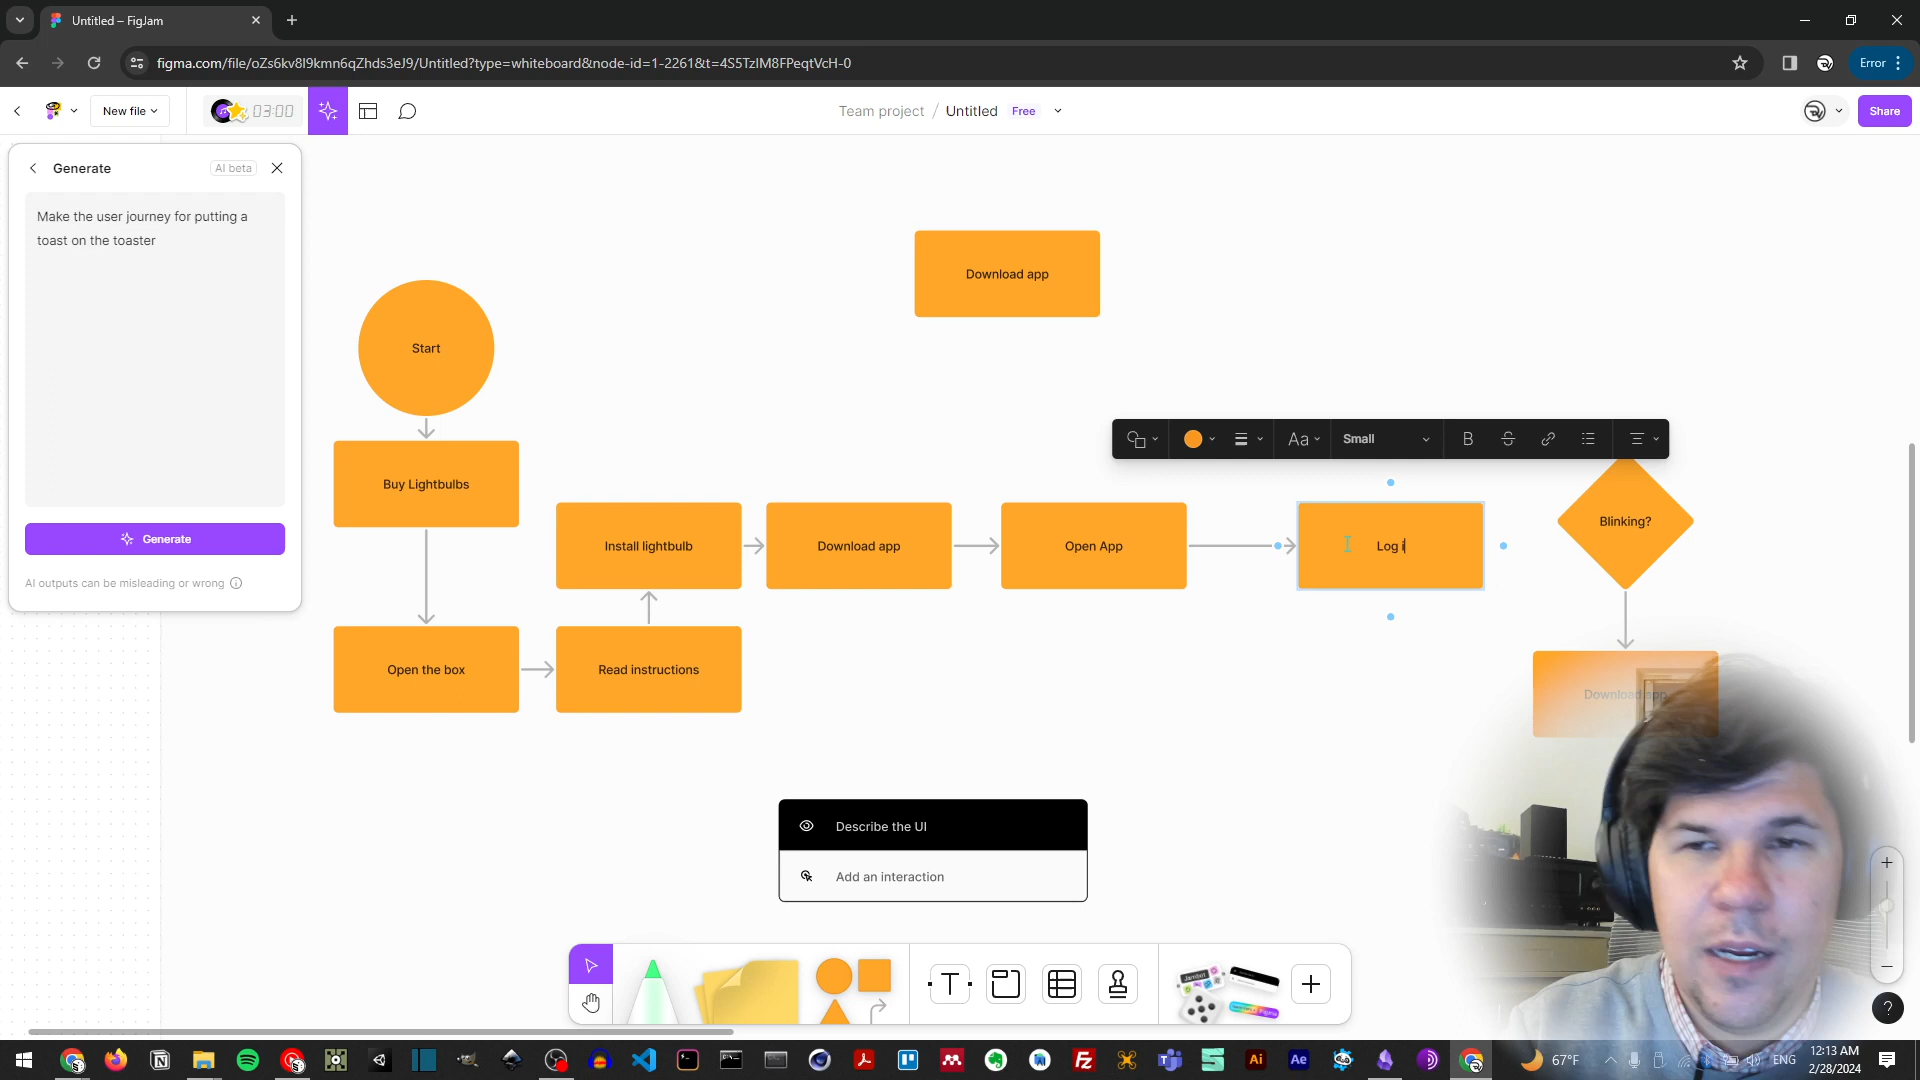 Untitled – FigJam
figma.com/file/oZs6kv8l9kmn6qZhds3eJ9/Untitled?type=whiteboard&node-id=1-2261&t=4S5TzIM8FPeqtVcH-0
Error
New file
03:00
Team project / Untitled Free
Share
Generate
AI beta
Make the user journey for putting a
toast on the toaster
Generate
AI outputs can be misleading or wrong
Download app
Start
Aa
Small
B
S
Buy Lightbulbs
Blinking?
Install lightbulb
Download app
Open App
Log i
Open the box
Read instructions
Download app
Describe the UI
Add an interaction
T
?
67°F
ENG
12:13 AM
2/28/2024